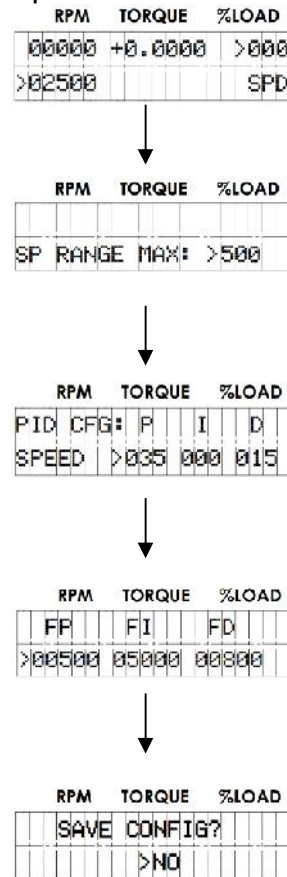 RPM TORQUE %LOAD
00000 +0.0000 >000
>02500 SPD
RPM TORQUE %LOAD
SP RANGE MAX: >500
RPM TORQUE %LOAD
PID CFG: P I D
SPEED >035 000 015
RPM TORQUE %LOAD
FP FI FD
>00500 05000 00800
RPM TORQUE %LOAD
SAVE CONFIG?
>NO